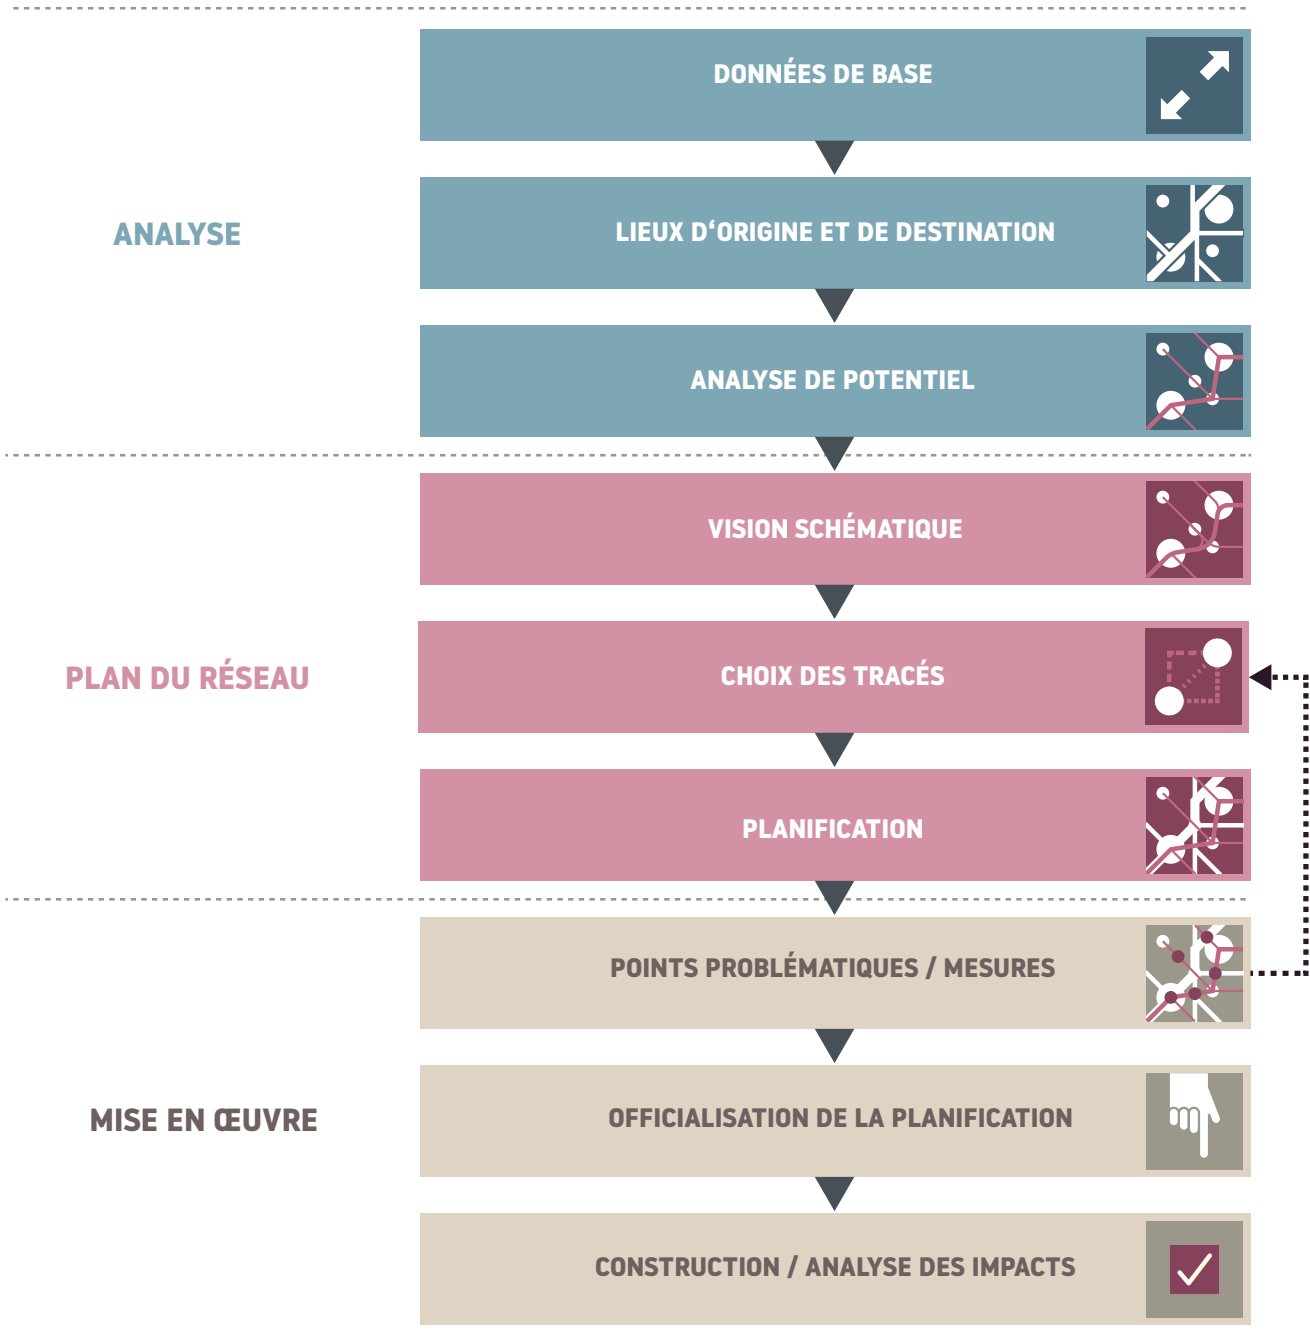 DONNÉES DE BASE
ANALYSE
LIEUX D‘ORIGINE ET DE DESTINATION
ANALYSE DE POTENTIEL
VISION SCHÉMATIQUE
PLAN DU RÉSEAU
CHOIX DES TRACÉS
PLANIFICATION
POINTS PROBLÉMATIQUES / MESURES
MISE EN ŒUVRE
OFFICIALISATION DE LA PLANIFICATION
CONSTRUCTION / ANALYSE DES IMPACTS